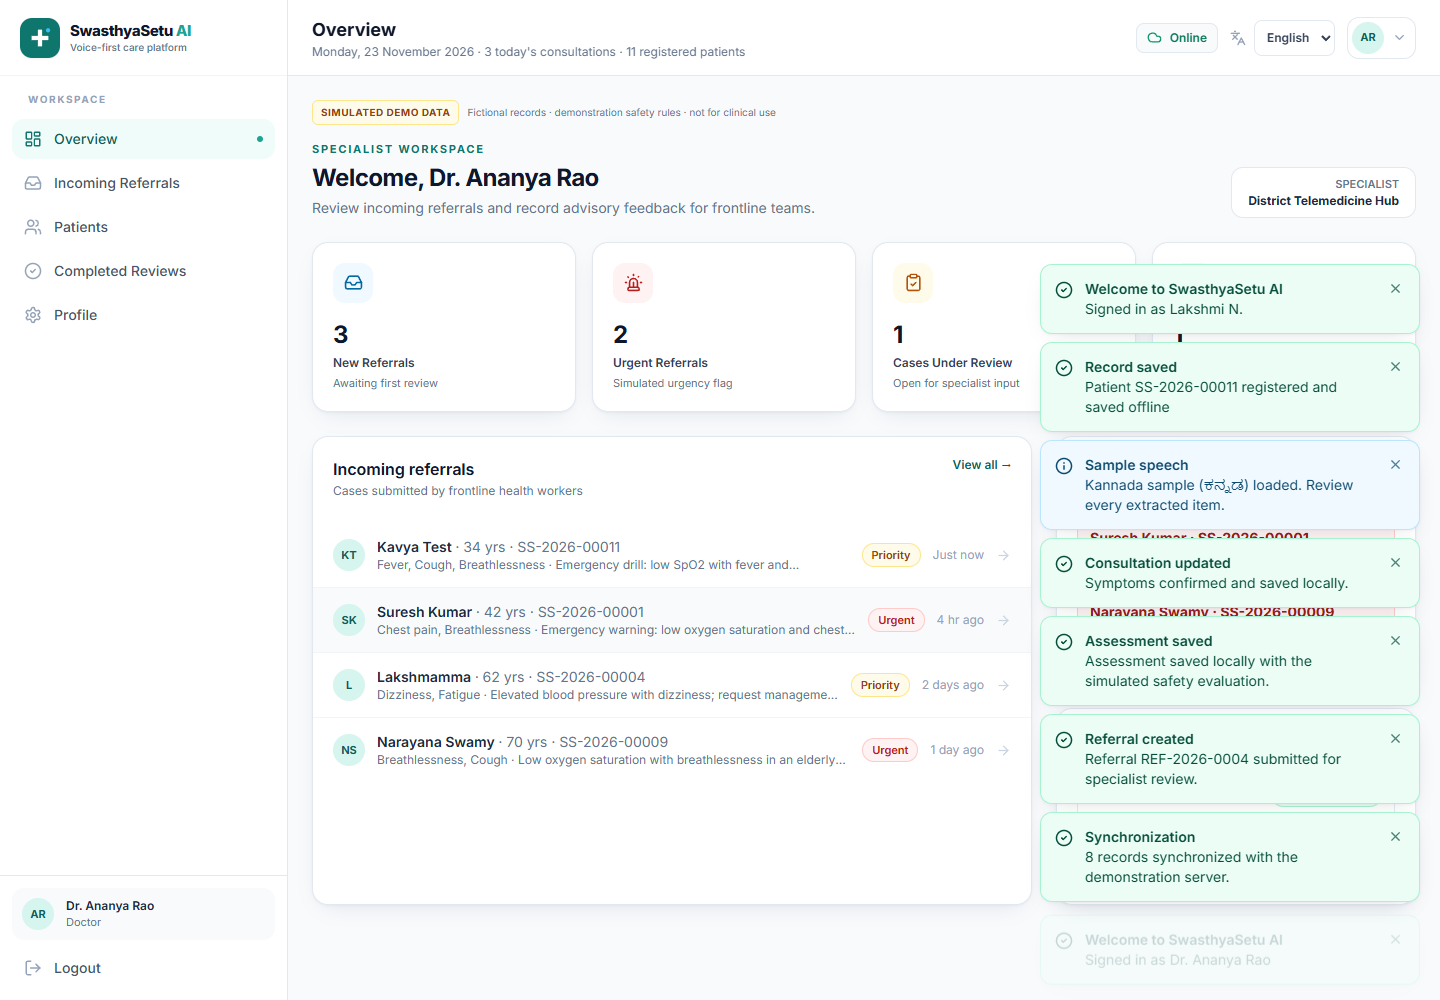 SwasthyaSetu AI
Voice-first care platform
WORKSPACE
Overview
Incoming Referrals
Patients
Completed Reviews
Profile
AR
Dr. Ananya Rao
Doctor
Logout
Overview
Monday, 23 November 2026 · 3 today's consultations · 11 registered patients
Online
English
AR
SIMULATED DEMO DATA
Fictional records · demonstration safety rules · not for clinical use
SPECIALIST WORKSPACE
Welcome, Dr. Ananya Rao
Review incoming referrals and record advisory feedback for frontline teams.
SPECIALIST
District Telemedicine Hub
3
New Referrals
Awaiting first review
2
Urgent Referrals
Simulated urgency flag
1
Cases Under Review
Open for specialist input
Incoming referrals
Cases submitted by frontline health workers
View all →
KT
Kavya Test · 34 yrs · SS-2026-00011
Fever, Cough, Breathlessness · Emergency drill: low SpO2 with fever and...
Priority
Just now
SK
Suresh Kumar · 42 yrs · SS-2026-00001
Chest pain, Breathlessness · Emergency warning: low oxygen saturation and chest...
Urgent
4 hr ago
L
Lakshmamma · 62 yrs · SS-2026-00004
Dizziness, Fatigue · Elevated blood pressure with dizziness; request manageme...
Priority
2 days ago
NS
Narayana Swamy · 70 yrs · SS-2026-00009
Breathlessness, Cough · Low oxygen saturation with breathlessness in an elderly...
Urgent
1 day ago
Welcome to SwasthyaSetu AI
Signed in as Lakshmi N.
Record saved
Patient SS-2026-00011 registered and
saved offline
Sample speech
Kannada sample (ಕನ್ನಡ) loaded. Review
every extracted item.
Suresh Kumar · SS-2026-00001
Consultation updated
Symptoms confirmed and saved locally.
Narayana Swamy · SS-2026-00009
Assessment saved
Assessment saved locally with the
simulated safety evaluation.
Referral created
Referral REF-2026-0004 submitted for
specialist review.
Synchronization
8 records synchronized with the
demonstration server.
Welcome to SwasthyaSetu AI
Signed in as Dr. Ananya Rao